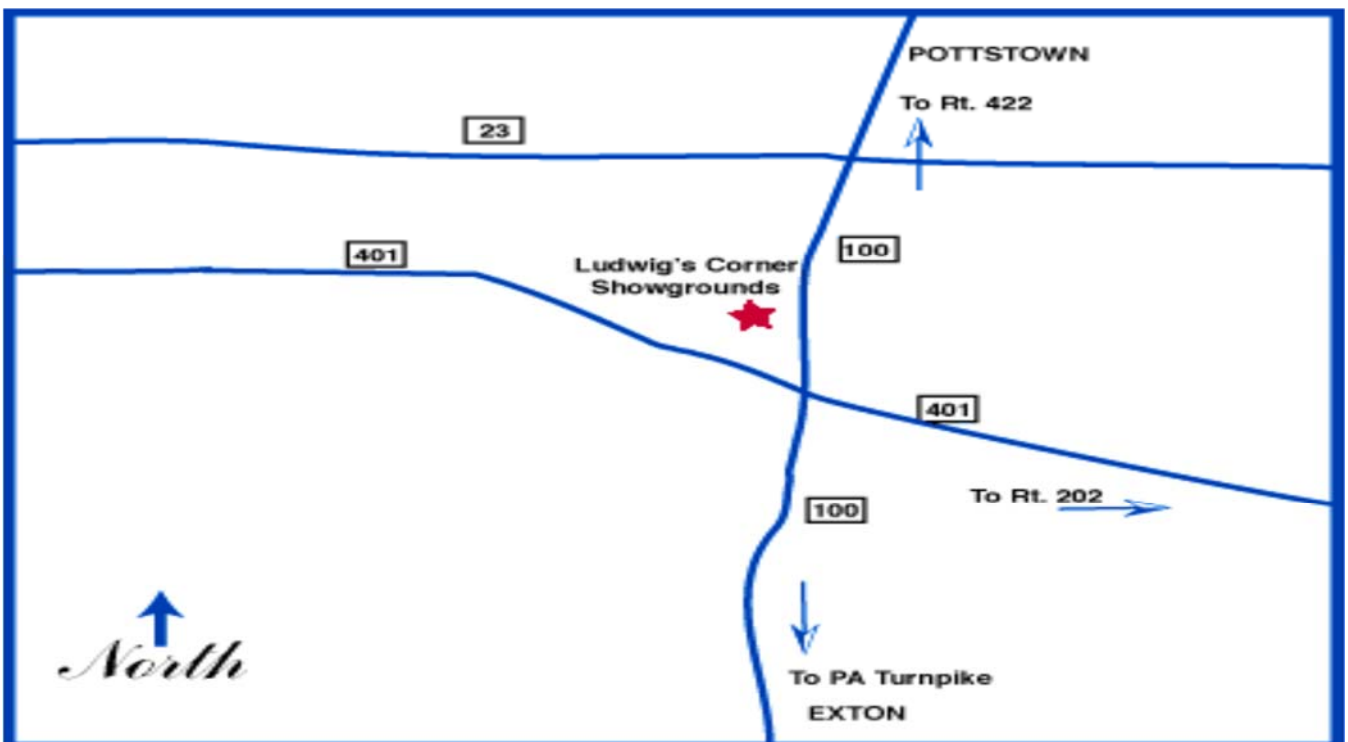 POTTSTOWN
To Rt. 422
23
100
401
Ludwig's Corner
Showgrounds
401
To Rt. 202
100
North
To PA Turnpike
EXTON